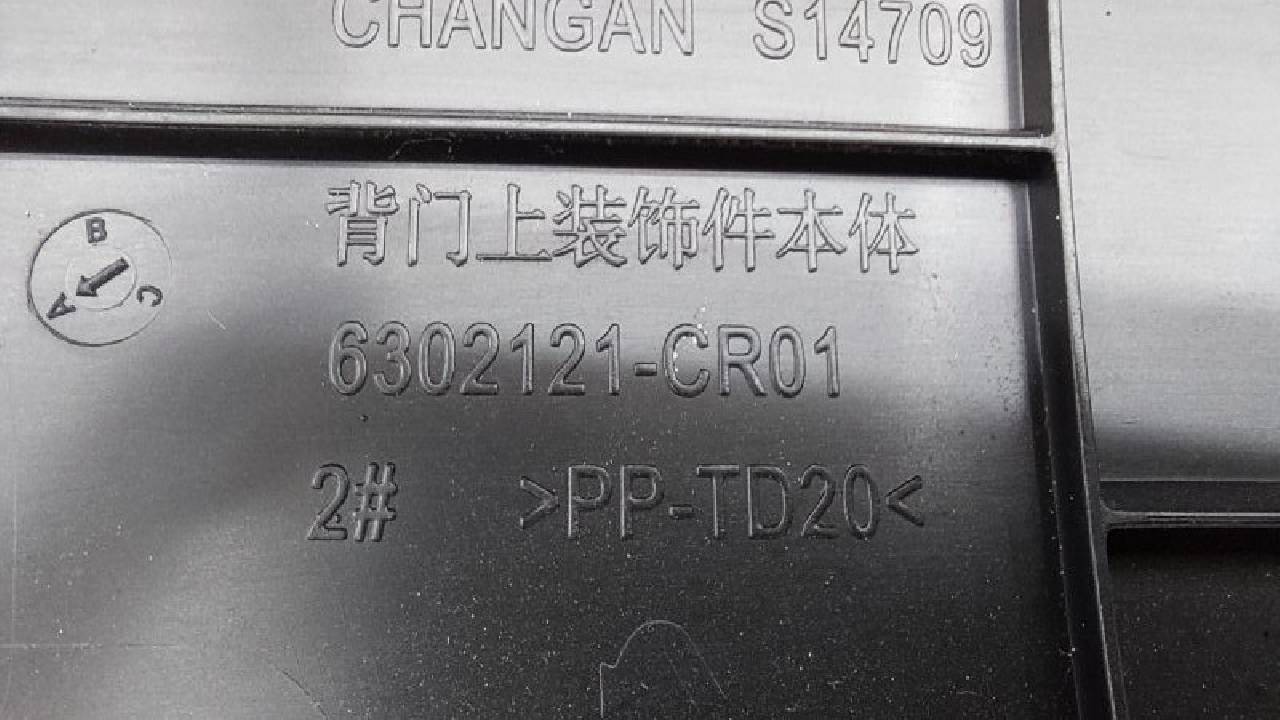 CHANGAN S14709
背门上装饰件本体
B
A C
6302121-CR01
2# >PP-TD20<